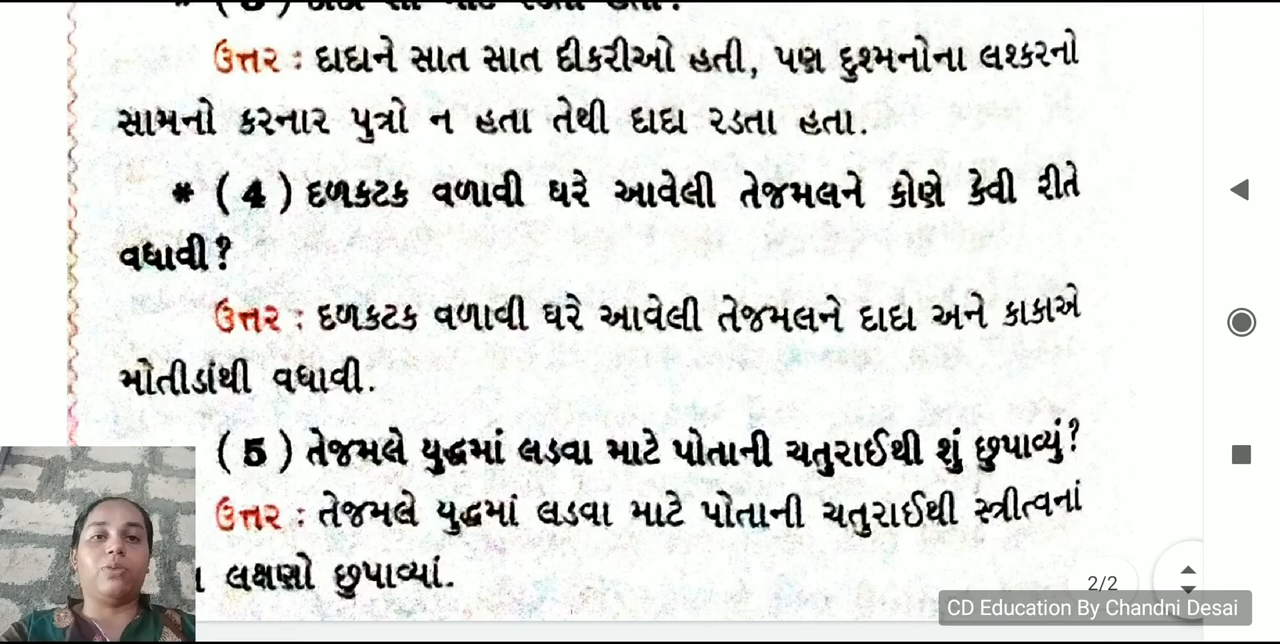 ઉત્તર : દાદાને સાત સાત દીકરીઓ હતી, પણ દુશ્મનોના લશ્કરનો
સામનો કરનાર પુત્રો ન હતા તેથી દાદા રડતા હતા.
* ( 4 ) દળકટક વળાવી ઘરે આવેલી તેજમલને કોણે કેવી રીતે
વધાવી?
ઉત્તર : દળકટક વળાવી ઘરે આવેલી તેજમલને દાદા અને કાકાએ
મોતીડાંથી વધાવી.
( 5 ) તેજમલે યુદ્ધમાં લડવા માટે પોતાની ચતુરાઈથી શું છુપાવ્યું?
ઉત્તર : તેજમલે યુદ્ધમાં લડવા માટે પોતાની ચતુરાઈથી સ્ત્રીત્વનાં
લક્ષણો છુપાવ્યાં.
2/2
CD Education By Chandni Desai